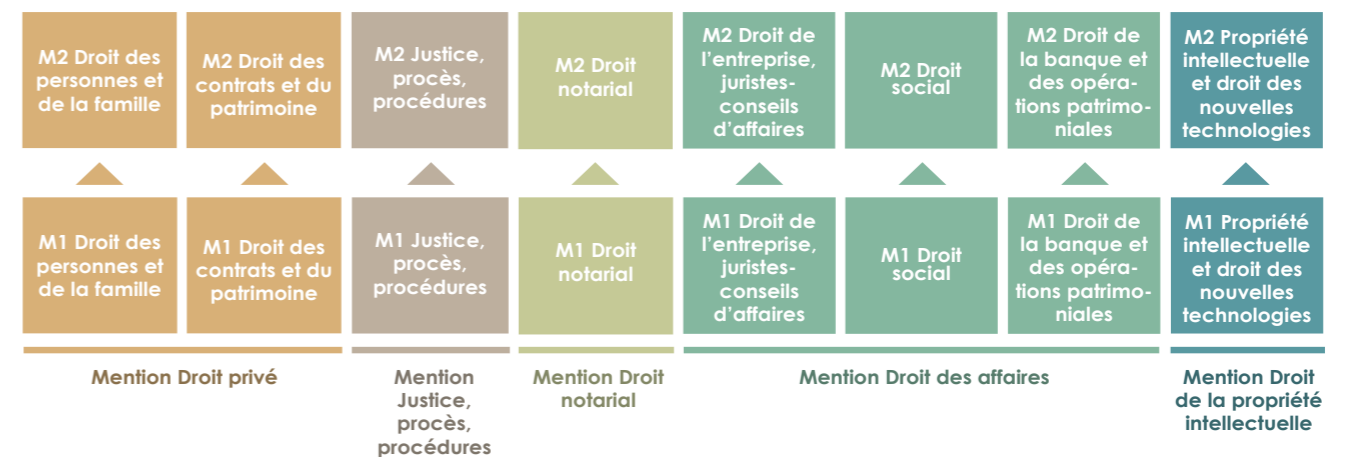 M2 Droit des
personnes et
de la famille
M2 Droit des
contrats et du
patrimoine
M2 Justice,
procès,
procédures
M2 Droit
notarial
M2 Droit de
l’entreprise,
juristes-
conseils
d’affaires
M2 Droit
social
M2 Droit de
la banque et
des opéra-
tions patrimo-
niales
M2 Propriété
intellectuelle
et droit des
nouvelles
technologies
M1 Droit des
personnes et
de la famille
M1 Droit des
contrats et du
patrimoine
M1 Justice,
procès,
procédures
M1 Droit
notarial
M1 Droit de
l’entreprise,
juristes-
conseils
d’affaires
M1 Droit
social
M1 Droit de
la banque et
des opéra-
tions patrimo-
niales
M1 Propriété
intellectuelle
et droit des
nouvelles
technologies
Mention Droit privé
Mention
Justice,
procès,
procédures
Mention Droit
notarial
Mention Droit des affaires
Mention Droit
de la propriété
intellectuelle